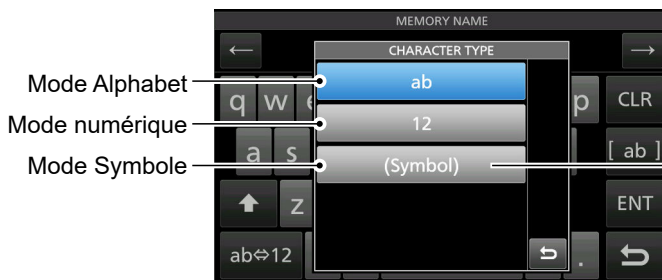 MEMORY NAME
← →
CHARACTER TYPE
Mode Alphabet
ab
q w p CLR
Mode numérique
12
a s [ ab ]
Mode Symbole
(Symbol)
z ENT
ab⇔12 .